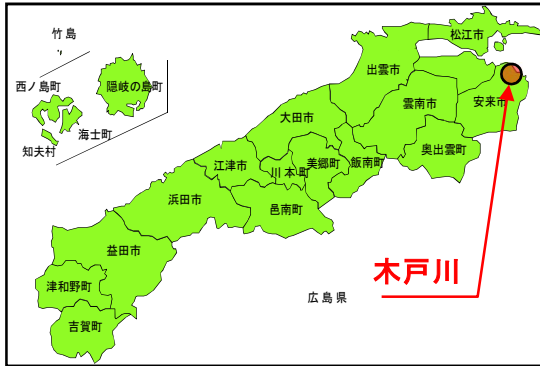 竹島
松江市
西ノ島町
隠岐の島町
出雲市
雲南市
安来市
大田市
海士町
知夫村
奥出雲町
江津市
川本町
美郷町
飯南町
浜田市
邑南町
益田市
木戸川
津和野町
広島県
吉賀町